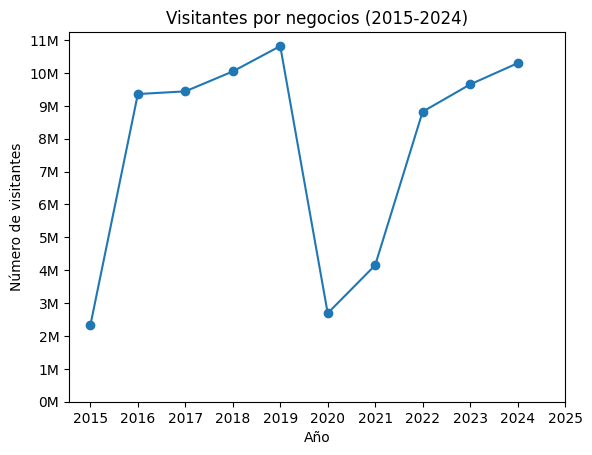 Visitantes por negocios (2015-2024)
Número de visitantes
11M
10M
9M
8M
7M
6M
5M
4M
3M
2M
1M
0M
2015 2016 2017 2018 2019 2020 2021 2022 2023 2024 2025
Año